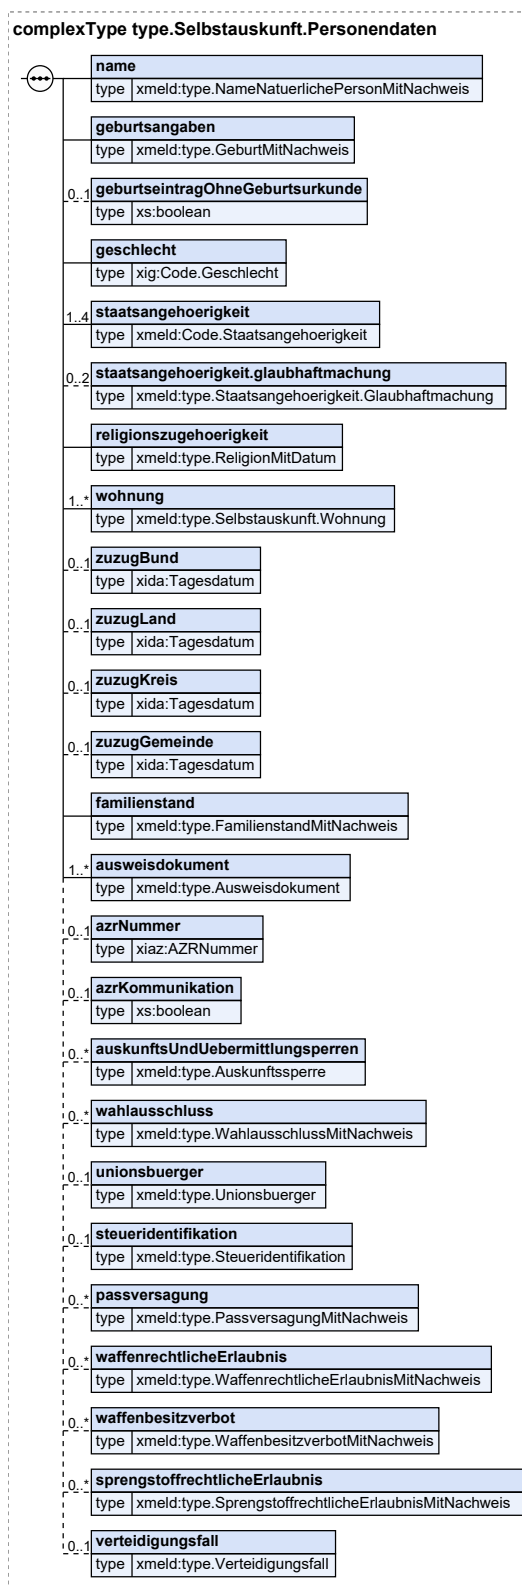 complexType type.Selbstauskunft.Personendaten
name
type xmeld:type.NameNatuerlichePersonMitNachweis
geburtsangaben
type xmeld:type.GeburtMitNachweis
0..1 geburtseintragOhneGeburtsurkunde
type xs:boolean
geschlecht
type xig:Code.Geschlecht
1..4 staatsangehoerigkeit
type xmeld:Code.Staatsangehoerigkeit
0..2 staatsangehoerigkeit.glaubhaftmachung
type xmeld:type.Staatsangehoerigkeit.Glaubhaftmachung
religionszugehoerigkeit
type xmeld:type.ReligionMitDatum
1..* wohnung
type xmeld:type.Selbstauskunft.Wohnung
0..1 zuzugBund
type xida:Tagesdatum
0..1 zuzugLand
type xida:Tagesdatum
0..1 zuzugKreis
type xida:Tagesdatum
0..1 zuzugGemeinde
type xida:Tagesdatum
familienstand
type xmeld:type.FamilienstandMitNachweis
1..* ausweisdokument
type xmeld:type.Ausweisdokument
0..1 azrNummer
type xiaz:AZRNummer
0..1 azrKommunikation
type xs:boolean
0..* auskunftsUndUebermittlungsperren
type xmeld:type.Auskunftssperre
0..* wahlausschluss
type xmeld:type.WahlausschlussMitNachweis
0..1 unionsbuerger
type xmeld:type.Unionsbuerger
0..1 steueridentifikation
type xmeld:type.Steueridentifikation
0..* passversagung
type xmeld:type.PassversagungMitNachweis
0..* waffenrechtlicheErlaubnis
type xmeld:type.WaffenrechtlicheErlaubnisMitNachweis
0..* waffenbesitzverbot
type xmeld:type.WaffenbesitzverbotMitNachweis
0..* sprengstoffrechtlicheErlaubnis
type xmeld:type.SprengstoffrechtlicheErlaubnisMitNachweis
0..1 verteidigungsfall
type xmeld:type.Verteidigungsfall